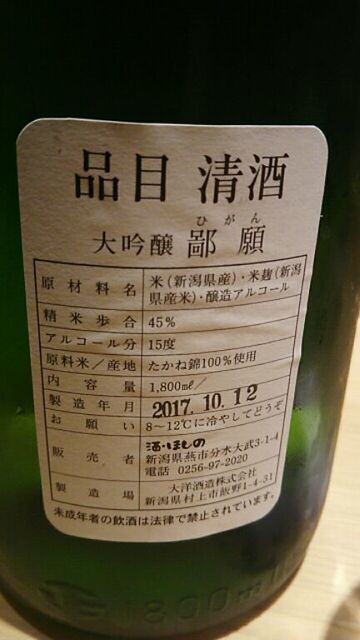 品目 清酒
ひがん
大吟醸 鄙願
原材料名 米(新潟県産)・米麹(新潟県産米)・醸造アルコール
精米歩合 45%
アルコール分 15度
原料米/産地 たかね錦100%使用
内容量 1,800mℓ/
製造年月 2017.10.12
お願い 8～12℃に冷やしてどうぞ
販売者 酒・ほしの
新潟県燕市分水大武3-1-4
電話 0256-97-2020
製造場 大洋酒造株式会社
新潟県村上市飯野1-4-31
未成年者の飲酒は法律で禁止されています。
1800m